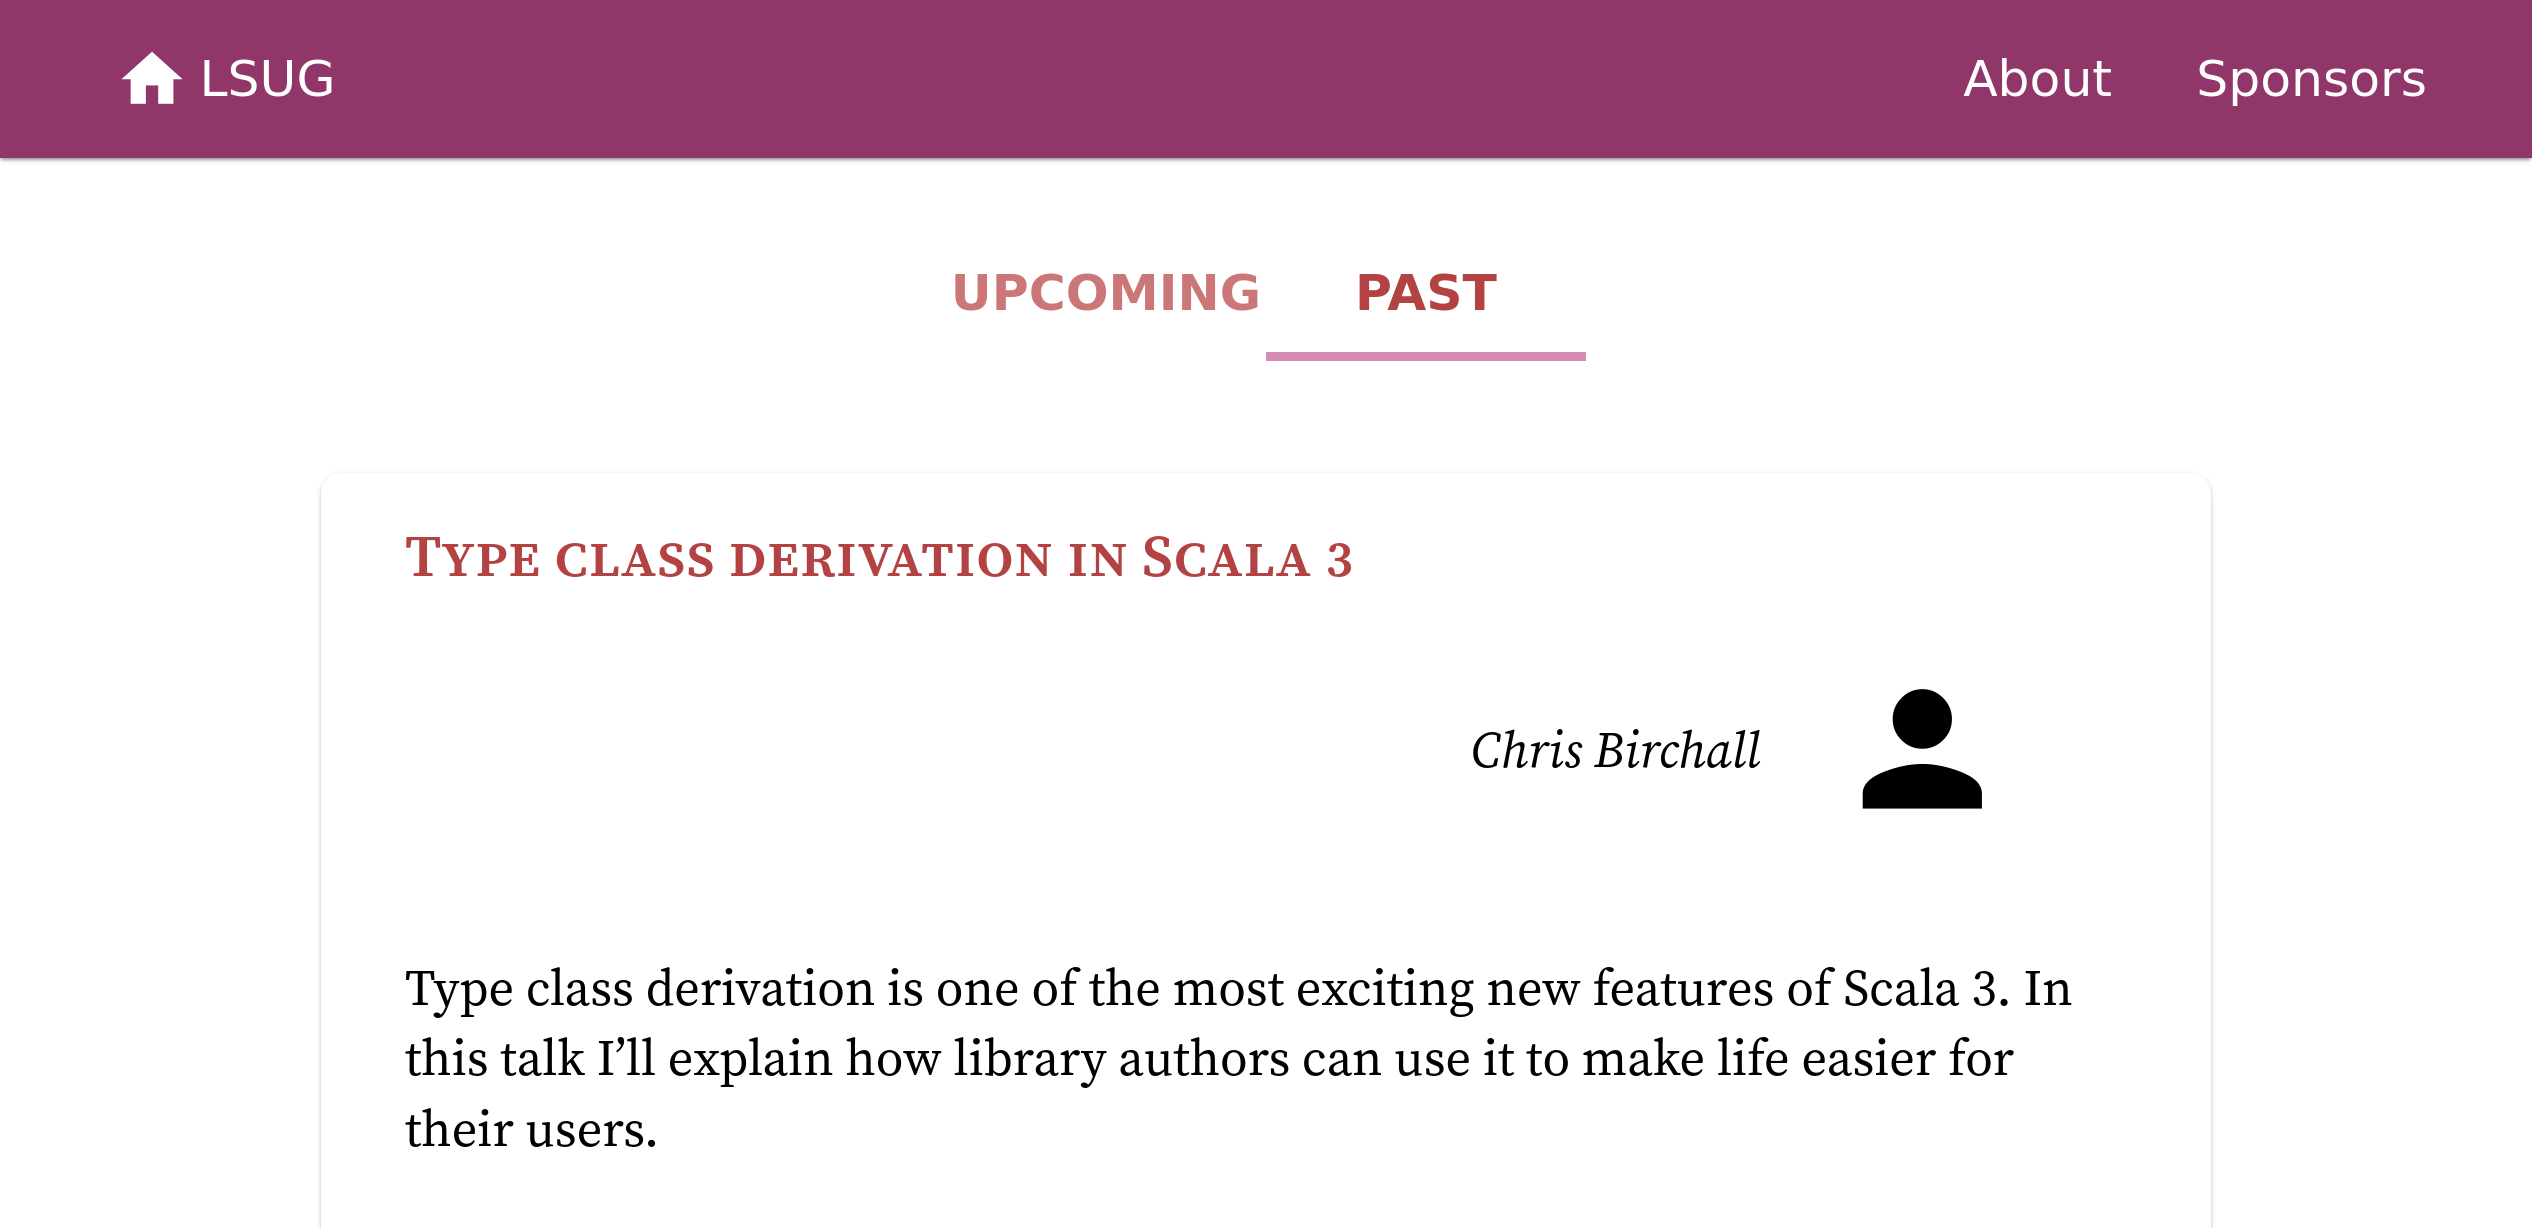 LSUG
About
Sponsors
UPCOMING
PAST
Type class derivation in Scala 3
Chris Birchall
Type class derivation is one of the most exciting new features of Scala 3. In
this talk I’ll explain how library authors can use it to make life easier for
their users.